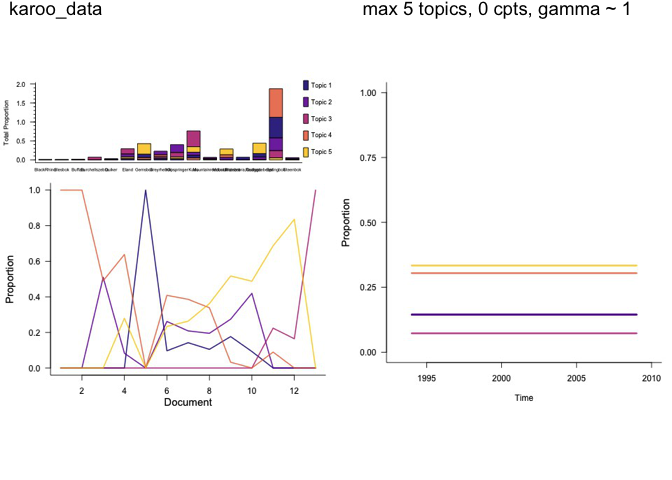 karoo_data
max 5 topics, 0 cpts, gamma ~ 1
Total Proportion
2.0
1.5
1.0
0.5
0.0
Topic 1
Topic 2
Topic 3
Topic 4
Topic 5
Eland
Proportion
1.0
0.8
0.6
0.4
0.2
0.0
2 4 6 8 10 12
Document
Proportion
1.00
0.75
0.50
0.25
0.00
1995 2000 2005 2010
Time